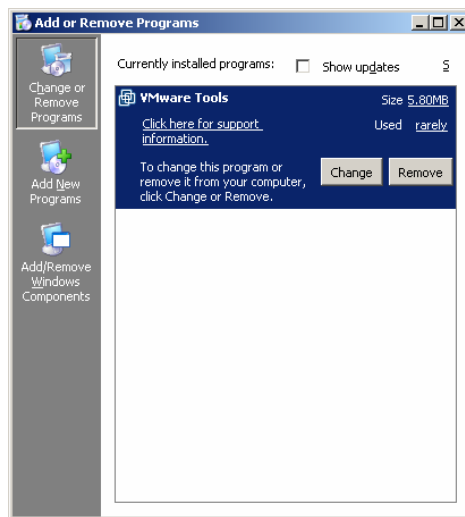 Add or Remove Programs
Change or
Remove
Programs
Add New
Programs
Add/Remove
Windows
Components
Currently installed programs:
Show updates
S
VMware Tools
Size 5.80MB
Click here for support
information.
Used rarely
To change this program or
remove it from your computer,
click Change or Remove.
Change
Remove